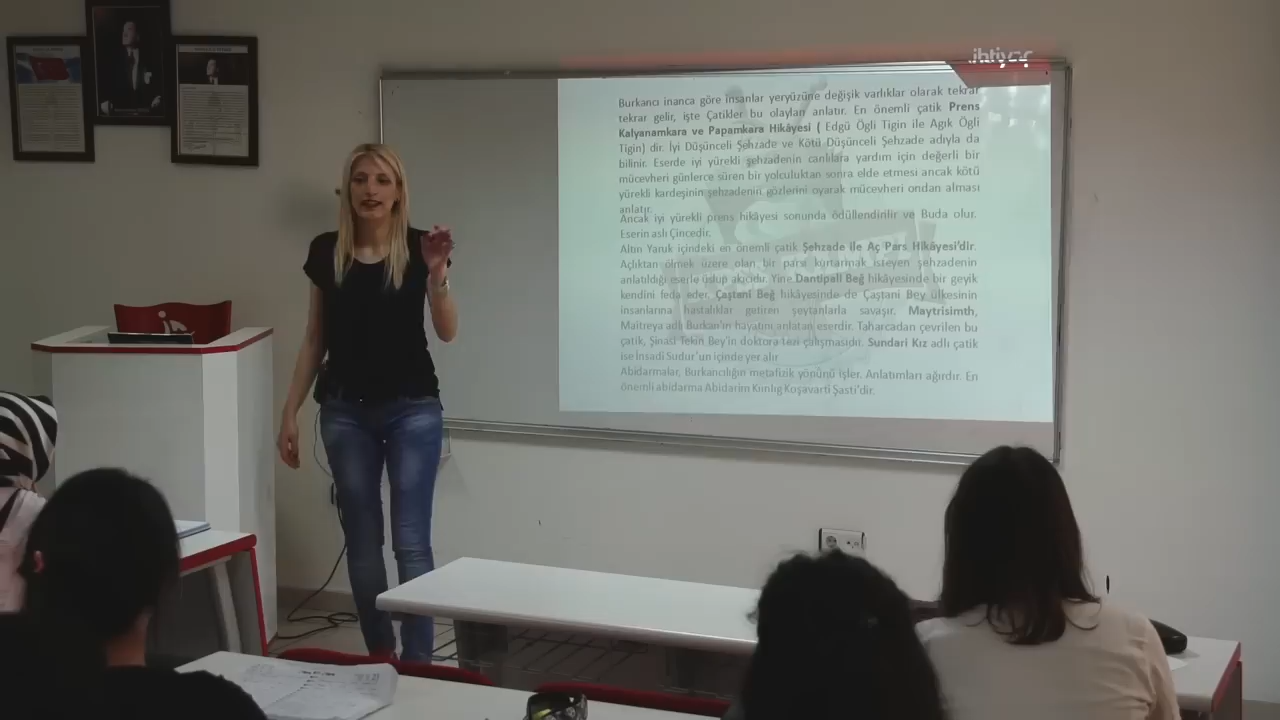 ihtiyaç
Burkancı inanca göre insanlar yeryüzüne değişik varlıklar olarak tekrar
tekrar gelir, işte Çatikler bu olayları anlatır. En önemli çatik Prens
Kalyanamkara ve Papamkara Hikâyesi ( Edgü Ögli Tigin ile Agık Ögli
Tigin) dir. İyi Düşünceli Şehzade ve Kötü Düşünceli Şehzade adıyla da
bilinir. Eserde iyi yürekli şehzadenin canlılara yardım için değerli bir
mücevheri günlerce süren bir yolculuktan sonra elde etmesi ancak kötü
yürekli kardeşinin şehzadenin gözlerini oyarak mücevheri ondan alması
anlatır.
Ancak iyi yürekli prens hikâyesi sonunda ödüllendirilir ve Buda olur.
Eserin aslı Çincedir.
Altın Yaruk içindeki en önemli çatik Şehzade ile Aç Pars Hikâyesi'dir.
Açlıktan ölmek üzere olan bir parsı kurtarmak isteyen şehzadenin
anlatıldığı eserle üslup akıcıdır. Yine Dantipali Beğ hikâyesinde bir geyik
kendini feda eder. Çaştani Beğ hikâyesinde de Çaştani Bey ülkesinin
insanlarına hastalıklar getiren şeytanlarla savaşır. Maytrisimth,
Maitreya adlı Burkan'ın hayatını anlatan eserdir. Taharcadan çevrilen bu
çatik, Şinasi Tekin Bey'in doktora tezi çalışmasıdır. Sundari Kız adlı çatik
ise İnsadi Sudur'un içinde yer alır
Abidarmalar, Burkancılığın metafizik yönünü işler. Anlatımları ağırdır. En
önemli abidarma Abidarim Kıınlıg Koşavarti Şasti'dir.